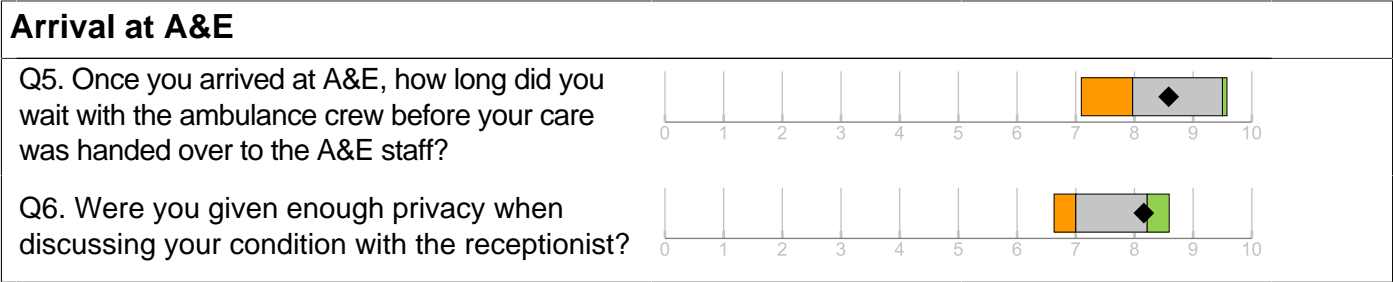 Arrival at A&E
Q5. Once you arrived at A&E, how long did you
wait with the ambulance crew before your care
was handed over to the A&E staff?
0 1 2 3 4 5 6 7 8 9 10
Q6. Were you given enough privacy when
discussing your condition with the receptionist?
0 1 2 3 4 5 6 7 8 9 10